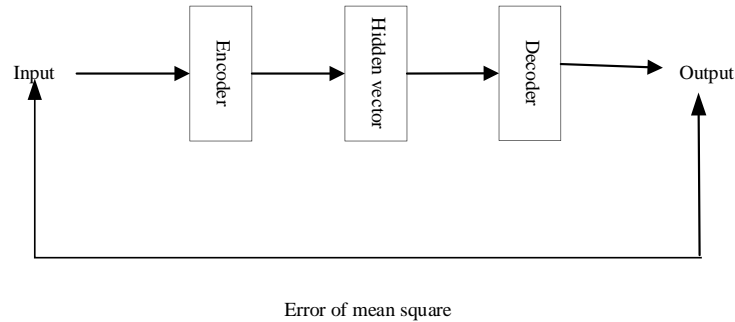 Input
Encoder
Hidden vector
Decoder
Output
Error of mean square